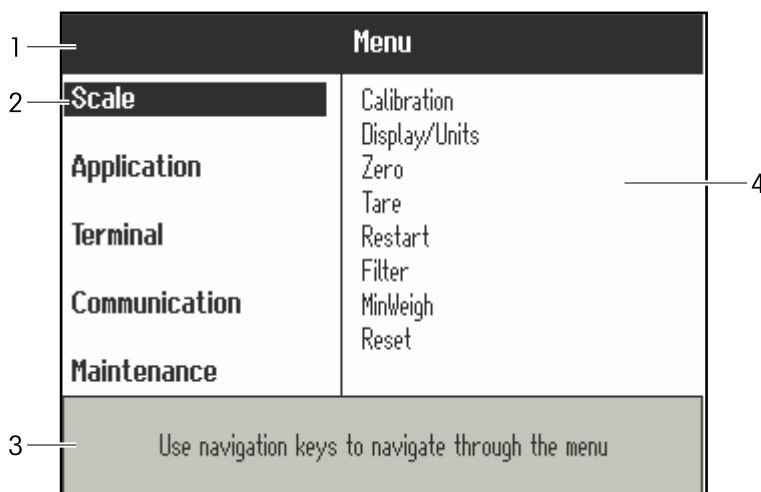 1
Menu
2
Scale
Application
Terminal
Communication
Maintenance
Calibration
Display/Units
Zero
Tare
Restart
Filter
MinWeigh
Reset
4
3
Use navigation keys to navigate through the menu